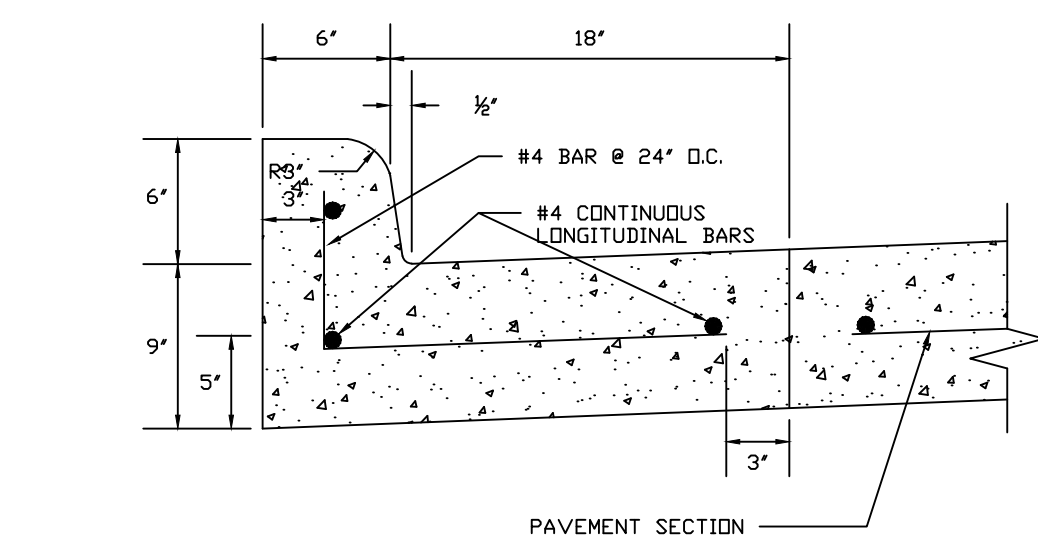 6"
18"
½"
#4 BAR @ 24" O.C.
R3"
6"
3"
#4 CONTINUOUS
LONGITUDINAL BARS
9"
5"
3"
PAVEMENT SECTION